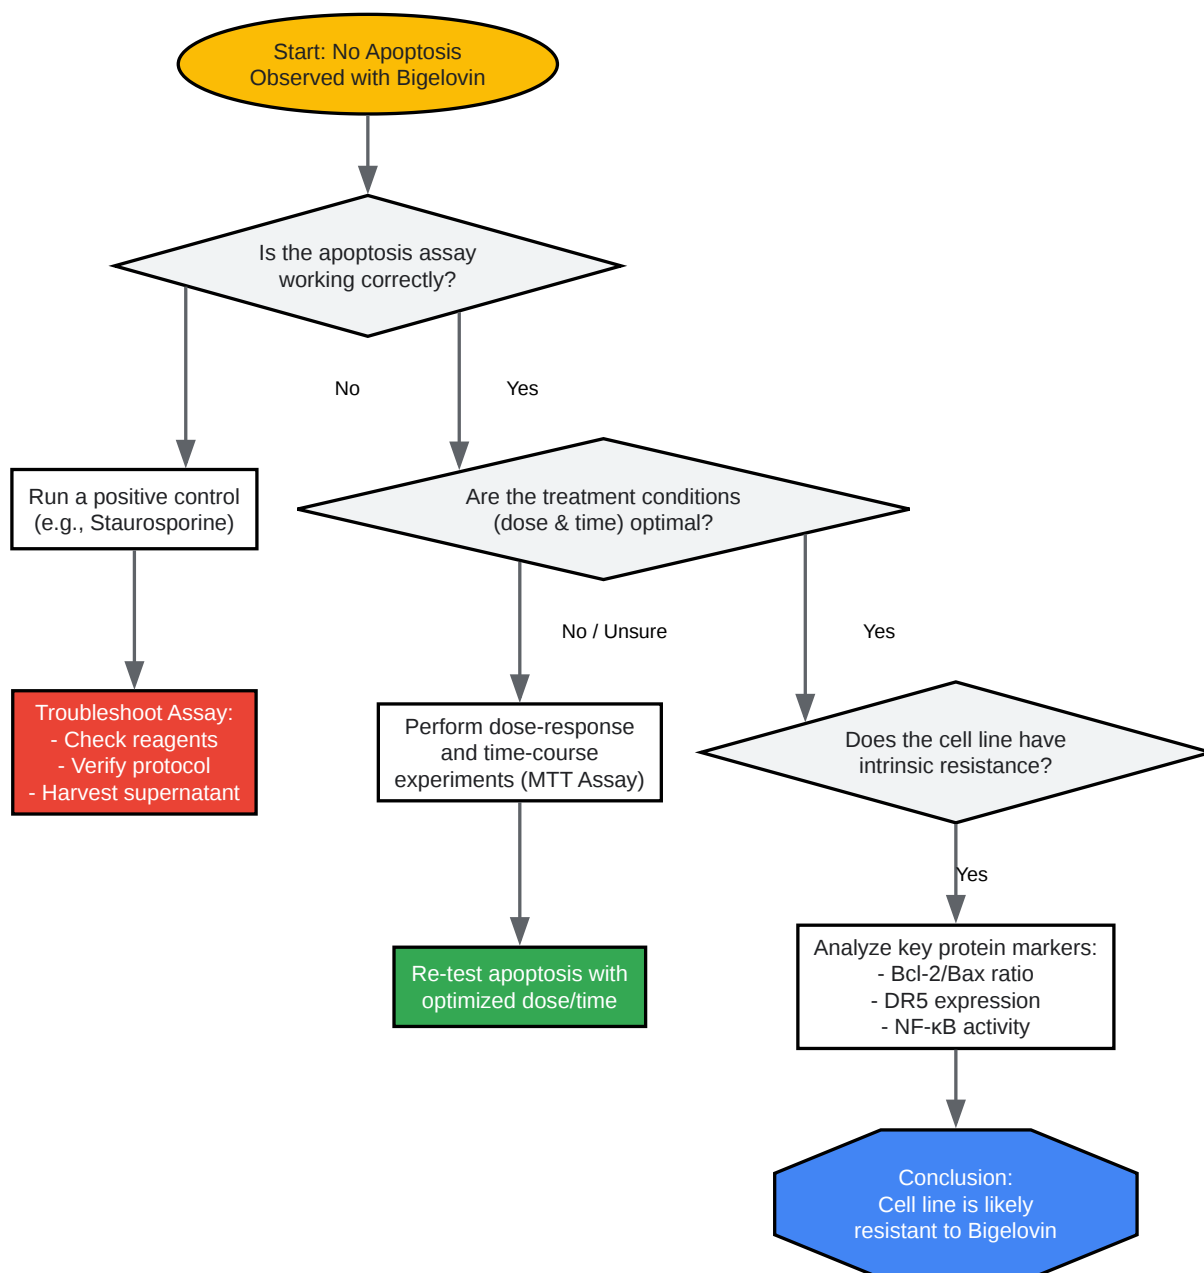 Start: No Apoptosis
Observed with Bigelovin
Is the apoptosis assay
working correctly?
No
Yes
Run a positive control
(e.g., Staurosporine)
Are the treatment conditions
(dose & time) optimal?
No / Unsure
Yes
Troubleshoot Assay:
- Check reagents
- Verify protocol
- Harvest supernatant
Perform dose-response
and time-course
experiments (MTT Assay)
Does the cell line have
intrinsic resistance?
Yes
Re-test apoptosis with
optimized dose/time
Analyze key protein markers:
- Bcl-2/Bax ratio
- DR5 expression
- NF-κB activity
Conclusion:
Cell line is likely
resistant to Bigelovin